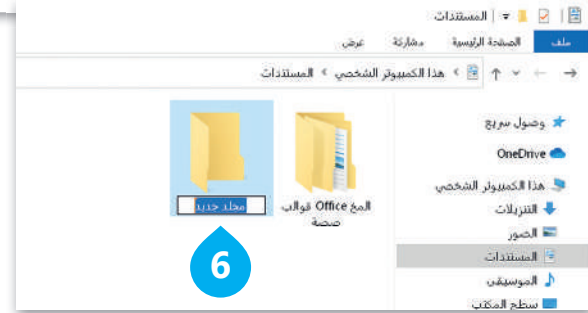 المستندات
ملف الصفحة الرئيسية مشاركة عرض
هذا الكمبيوتر الشخصي › المستندات
وصول سريع
OneDrive
هذا الكمبيوتر الشخصي
التنزيلات
الصور
المستندات
الموسيقى
سطح المكتب
قوالب Office المخ
صصة
مجلد جديد
6